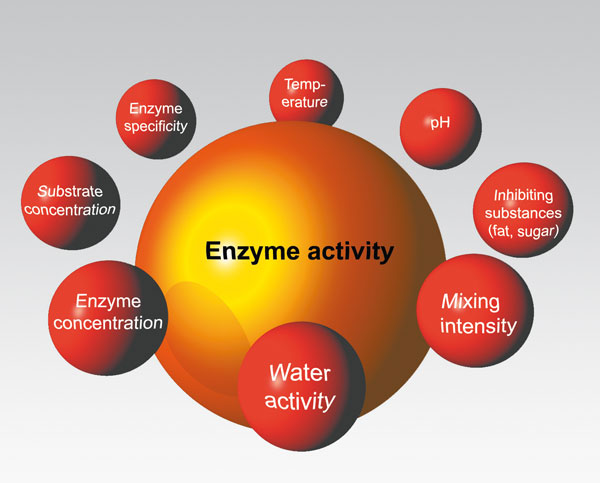 Temp-
erature
Enzyme
specificity
pH
Substrate
concentration
Inhibiting
substances
(fat, sugar)
Enzyme activity
Enzyme
concentration
Mixing
intensity
Water
activity